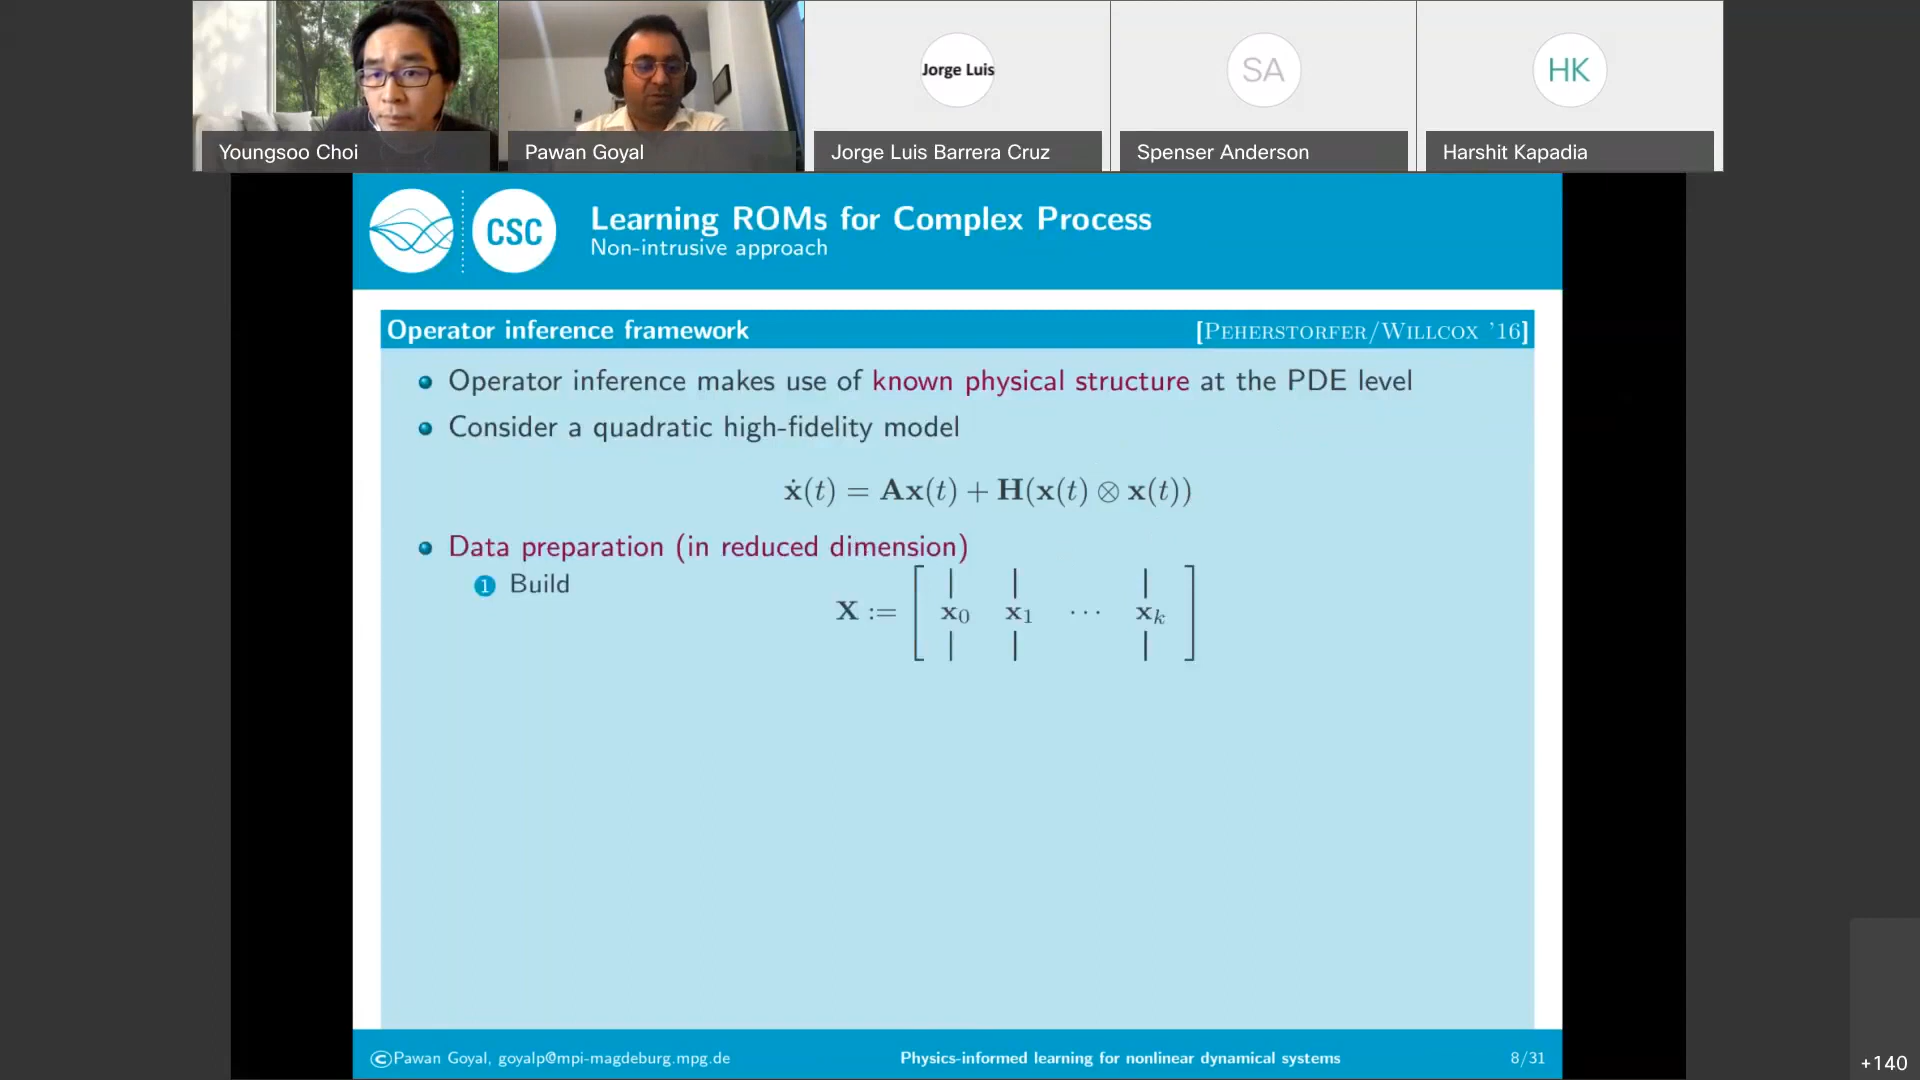 Youngsoo Choi
Pawan Goyal
Jorge Luis
Jorge Luis Barrera Cruz
SA
Spenser Anderson
HK
Harshit Kapadia
CSC
Learning ROMs for Complex Process
Non-intrusive approach
Operator inference framework [Peherstorfer/Willcox '16]
Operator inference makes use of known physical structure at the PDE level
Consider a quadratic high-fidelity model
ẋ(t) = Ax(t) + H(x(t) ⊗ x(t))
Data preparation (in reduced dimension)
1 Build
X := [ x₀ x₁ ⋯ xₖ ]
©Pawan Goyal, goyalp@mpi-magdeburg.mpg.de Physics-informed learning for nonlinear dynamical systems 8/31
+140